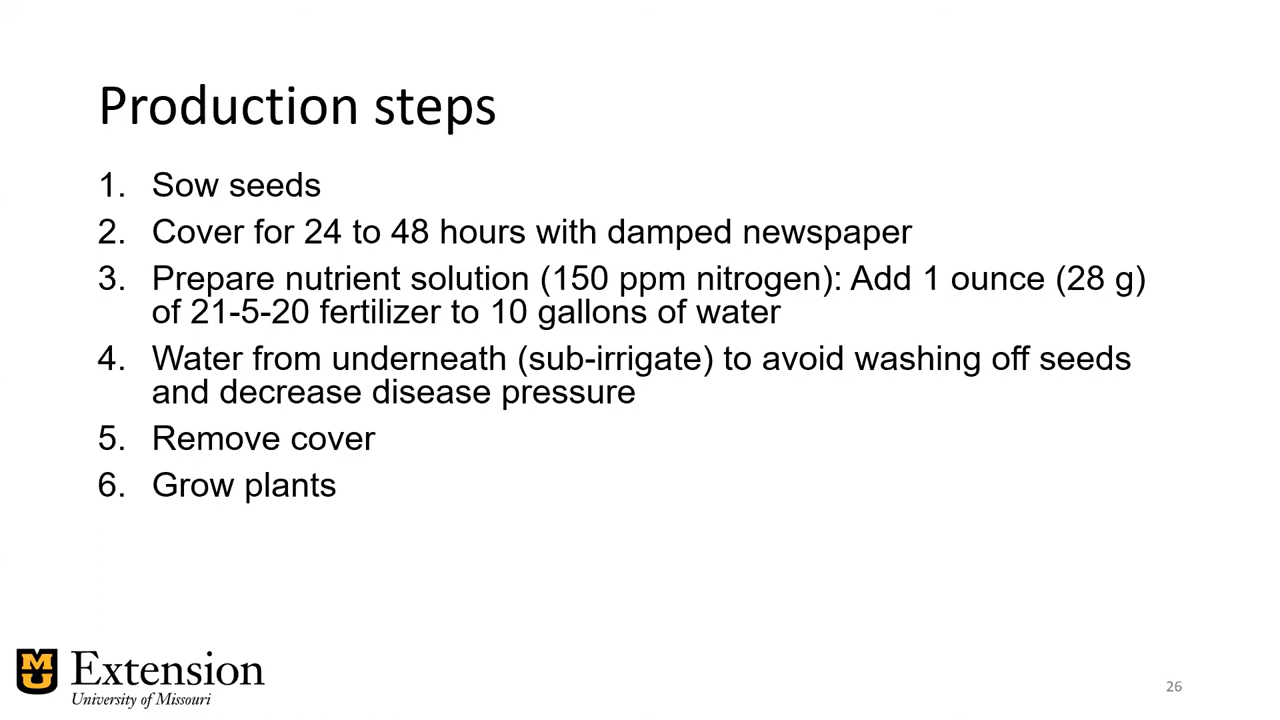 Production steps
1. Sow seeds
2. Cover for 24 to 48 hours with damped newspaper
3. Prepare nutrient solution (150 ppm nitrogen): Add 1 ounce (28 g)
of 21-5-20 fertilizer to 10 gallons of water
4. Water from underneath (sub-irrigate) to avoid washing off seeds
and decrease disease pressure
5. Remove cover
6. Grow plants
MU
Extension
University of Missouri
26